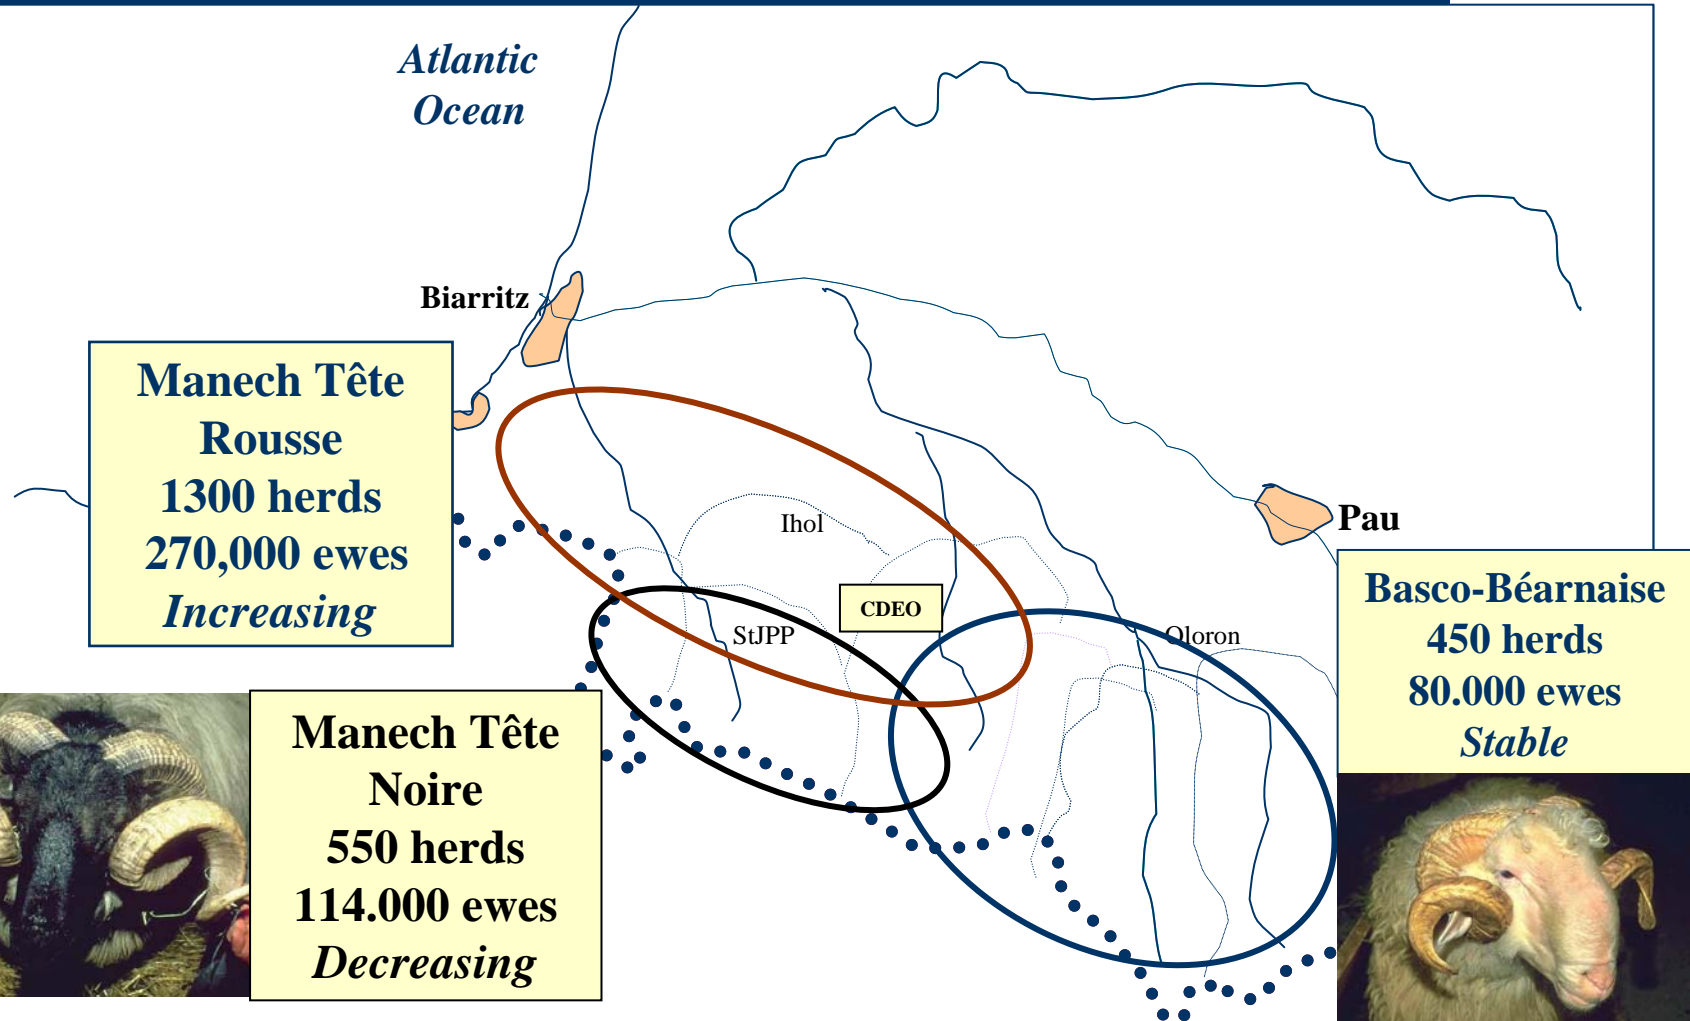 Atlantic
Ocean
Biarritz
Manech Tête
Rousse
1300 herds
270,000 ewes
Increasing
Ihol
Pau
CDEO
StJPP
Oloron
Basco-Béarnaise
450 herds
80.000 ewes
Stable
Manech Tête
Noire
550 herds
114.000 ewes
Decreasing